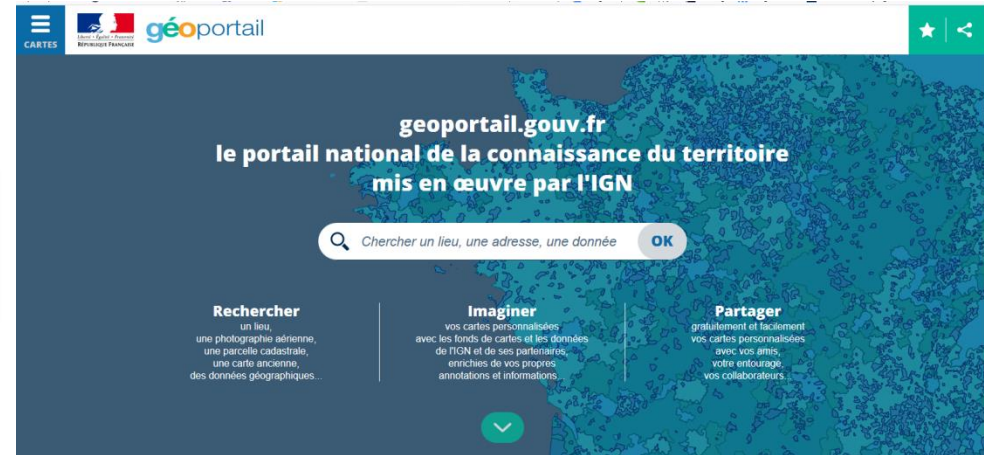 CARTES
Liberté • Égalité • Fraternité
RÉPUBLIQUE FRANÇAISE
géoportail
geoportail.gouv.fr
le portail national de la connaissance du territoire
mis en œuvre par l'IGN
Chercher un lieu, une adresse, une donnée
OK
Rechercher
un lieu,
une photographie aérienne,
une parcelle cadastrale,
une carte ancienne,
des données géographiques...
Imaginer
vos cartes personnalisées
avec les fonds de cartes et les données
de l'IGN et de ses partenaires,
enrichies de vos propres
annotations et informations.
Partager
gratuitement et facilement
vos cartes personnalisées
avec vos amis,
votre entourage,
vos collaborateurs.